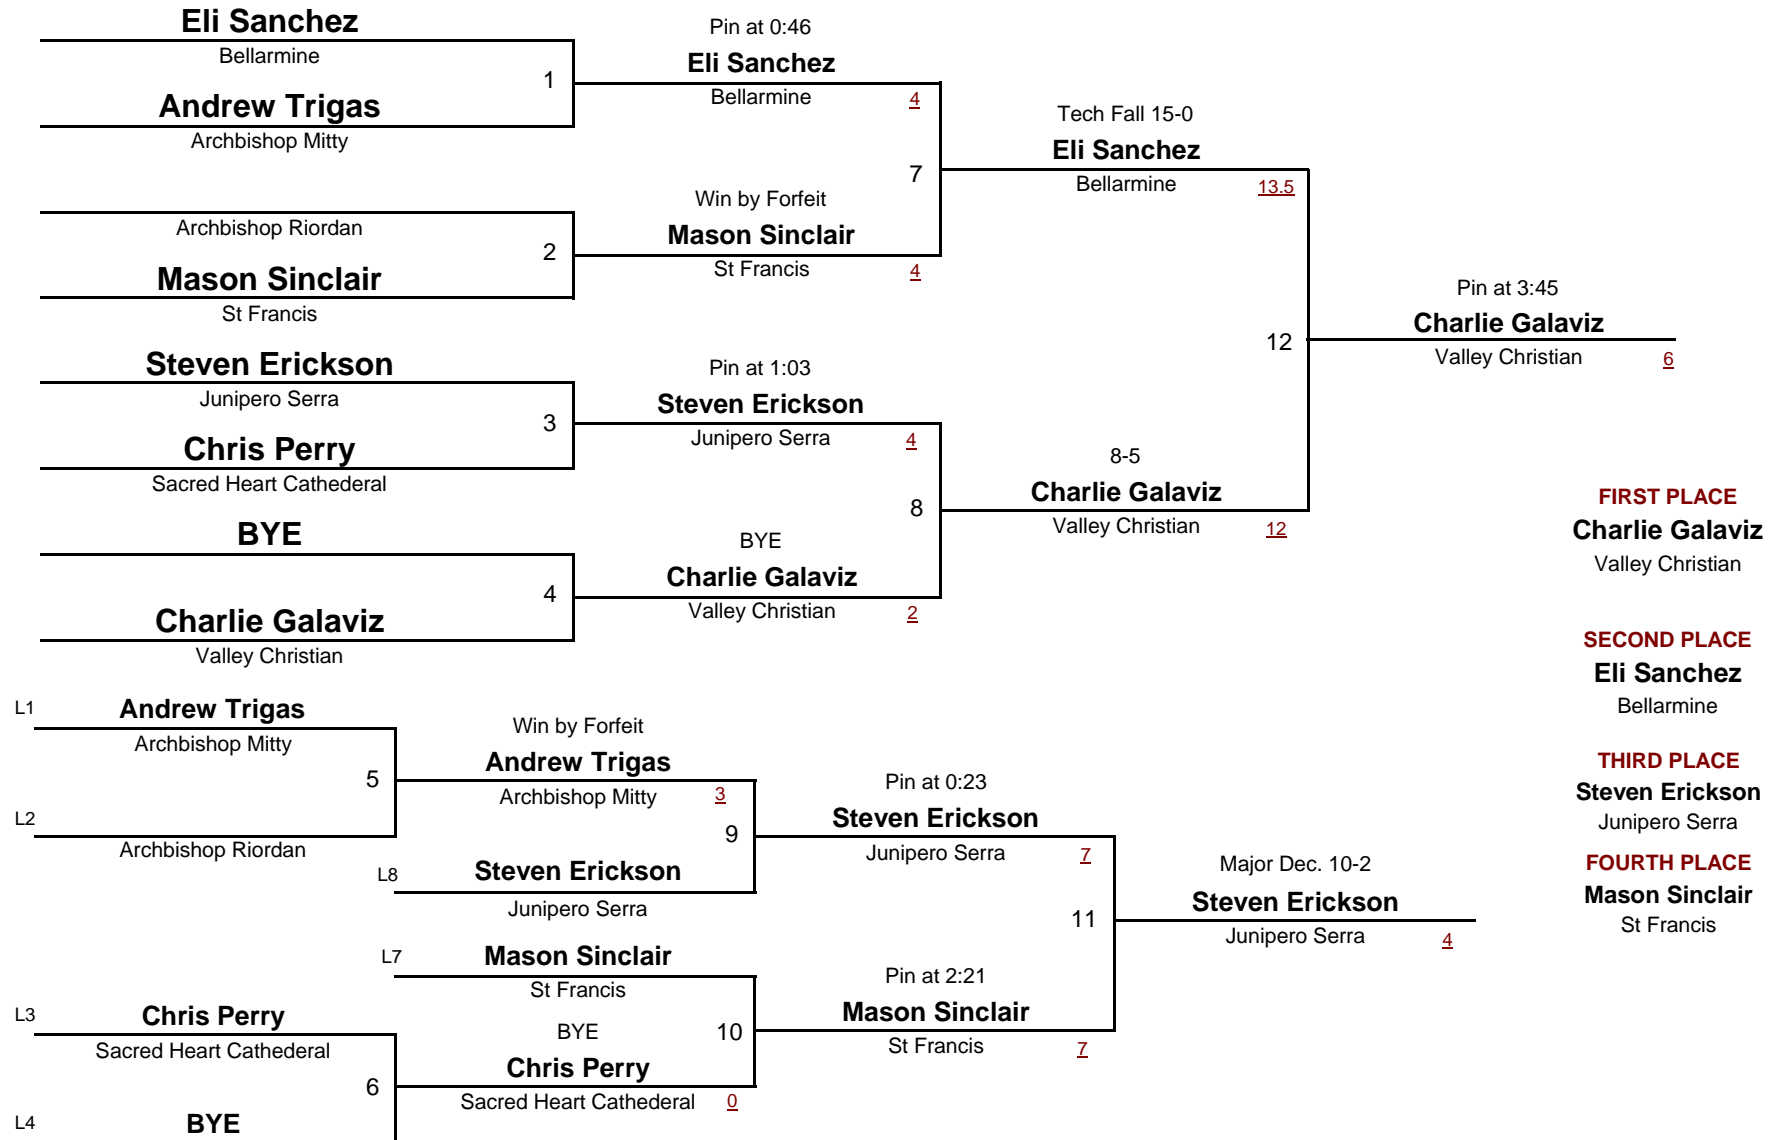 Eli Sanchez
Bellarmine
1
Andrew Trigas
Archbishop Mitty
Pin at 0:46
Eli Sanchez
Bellarmine
4
7
Archbishop Riordan
2
Mason Sinclair
St Francis
Win by Forfeit
Mason Sinclair
St Francis
4
Tech Fall 15-0
Eli Sanchez
Bellarmine
13.5
12
Steven Erickson
Junipero Serra
3
Chris Perry
Sacred Heart Cathederal
Pin at 1:03
Steven Erickson
Junipero Serra
4
8
BYE
4
Charlie Galaviz
Valley Christian
BYE
Charlie Galaviz
Valley Christian
2
8-5
Charlie Galaviz
Valley Christian
12
Pin at 3:45
Charlie Galaviz
Valley Christian
6
FIRST PLACE
Charlie Galaviz
Valley Christian
SECOND PLACE
Eli Sanchez
Bellarmine
THIRD PLACE
Steven Erickson
Junipero Serra
FOURTH PLACE
Mason Sinclair
St Francis
L1
Andrew Trigas
Archbishop Mitty
5
L2
Archbishop Riordan
Win by Forfeit
Andrew Trigas
Archbishop Mitty
3
9
L8
Steven Erickson
Junipero Serra
Pin at 0:23
Steven Erickson
Junipero Serra
7
11
L7
Mason Sinclair
St Francis
10
L3
Chris Perry
Sacred Heart Cathederal
6
L4
BYE
BYE
Chris Perry
Sacred Heart Cathederal
0
Pin at 2:21
Mason Sinclair
St Francis
7
Major Dec. 10-2
Steven Erickson
Junipero Serra
4